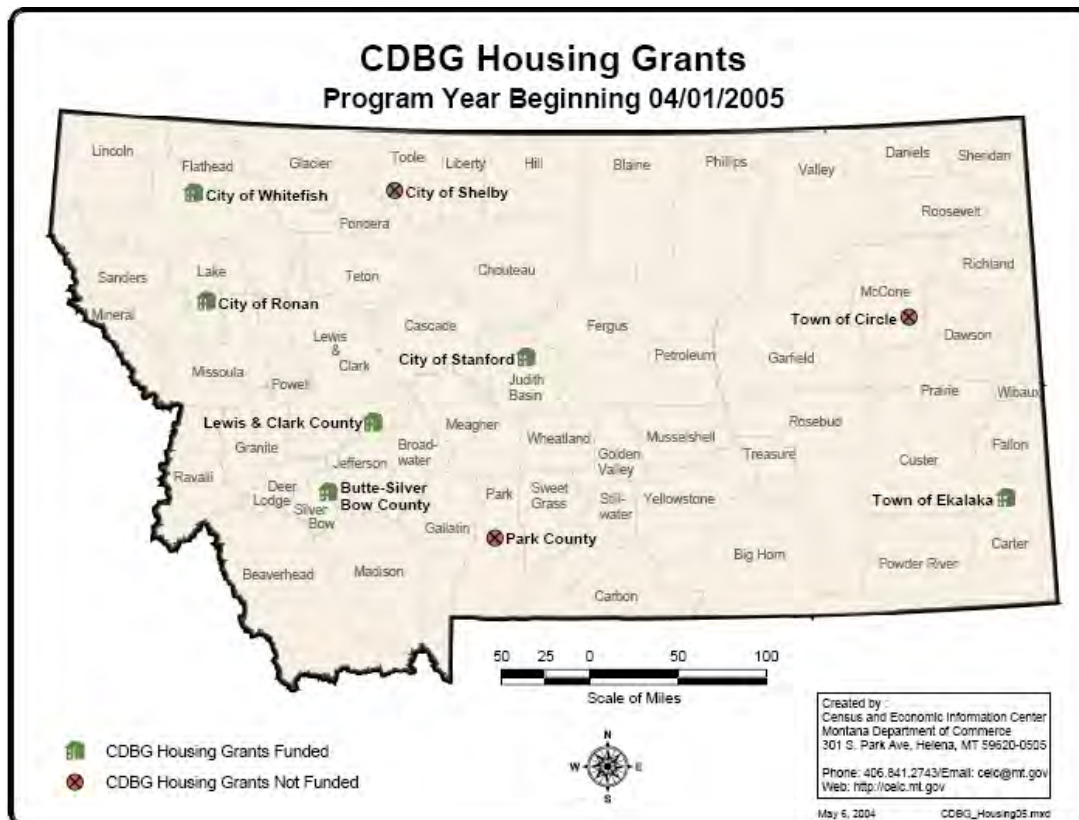 CDBG Housing Grants
Program Year Beginning 04/01/2005
Lincoln
Flathead
Glacier
Toole
Liberty
Hill
Blaine
Phillips
Valley
Daniels
Sheridan
City of Whitefish
City of Shelby
Pondera
Roosevelt
Sanders
Lake
Teton
Chouteau
Richland
Mineral
City of Ronan
McCone
Town of Circle
Cascade
Fergus
Dawson
Lewis
&
Clark
City of Stanford
Petroleum
Garfield
Missoula
Powell
Judith
Basin
Prairie
Wibaux
Lewis & Clark County
Meagher
Rosebud
Granite
Broad-
water
Wheatland
Musselshell
Golden
Valley
Treasure
Fallon
Jefferson
Custer
Ravalli
Deer
Lodge
Silver
Bow
Butte-Silver
Bow County
Park
Sweet
Grass
Still-
water
Yellowstone
Town of Ekalaka
Gallatin
Park County
Big Horn
Carter
Beaverhead
Madison
Powder River
Carbon
50 25 0 50 100
Scale of Miles
CDBG Housing Grants Funded
CDBG Housing Grants Not Funded
N
W E
S
Created by :
Census and Economic Information Center
Montana Department of Commerce
301 S. Park Ave, Helena, MT 59620-0505
Phone: 406.841.2743/Email: ceic@mt.gov
Web: http://ceic.mt.gov
May 6, 2004 CDBG_Housing05.mxd